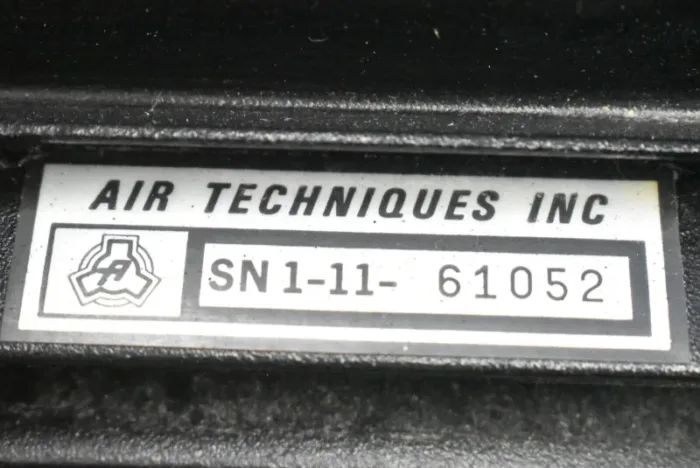 AIR TECHNIQUES INC
SN 1-11- 61052